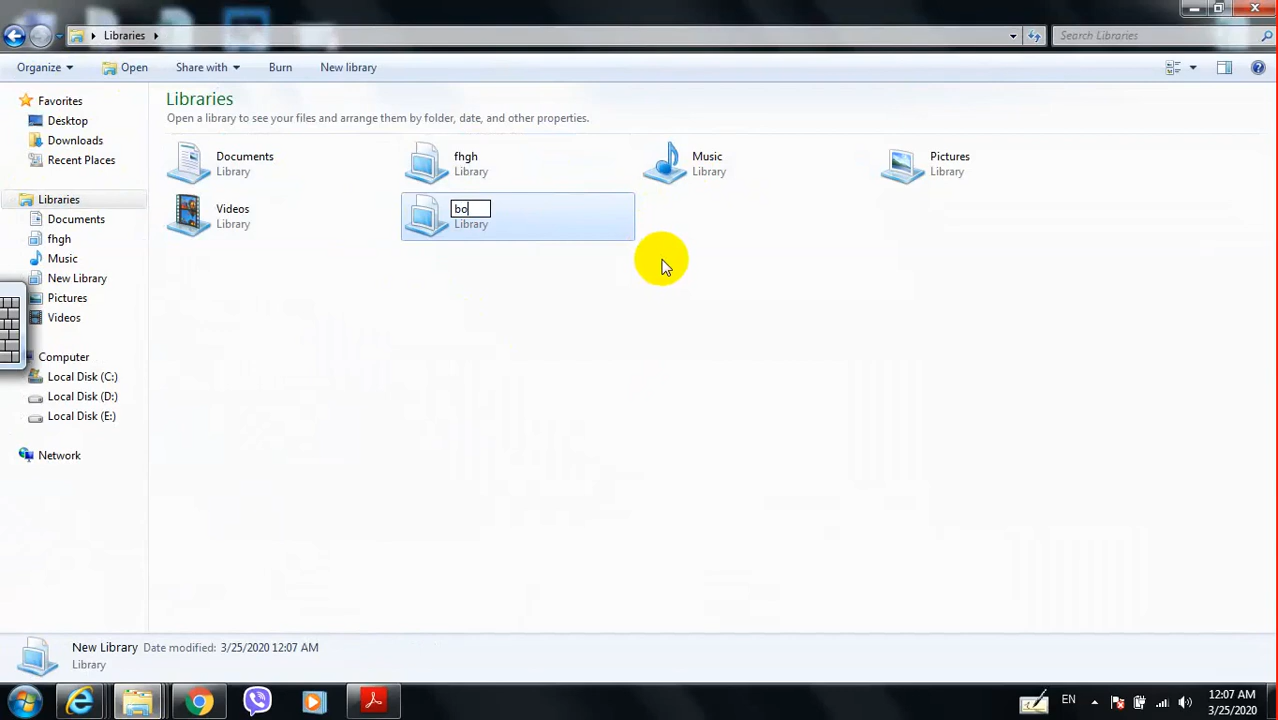 Libraries
Search Libraries
Organize Open Share with Burn New library
Favorites
Desktop
Downloads
Recent Places
Libraries
Documents
fhgh
Music
New Library
Pictures
Videos
Computer
Local Disk (C:)
Local Disk (D:)
Local Disk (E:)
Network
Libraries
Open a library to see your files and arrange them by folder, date, and other properties.
Documents
Library
fhgh
Library
Music
Library
Pictures
Library
Videos
Library
bo
Library
New Library Date modified: 3/25/2020 12:07 AM
Library
EN
12:07 AM
3/25/2020